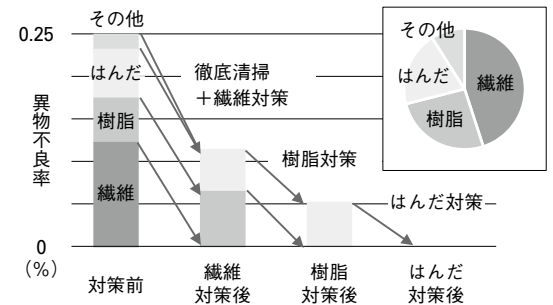 0.25
0
(%)
異物不良率
その他
はんだ
樹脂
繊維
徹底清掃
＋繊維対策
樹脂対策
はんだ対策
対策前
繊維
対策後
樹脂
対策後
はんだ
対策後
その他
はんだ
樹脂
繊維